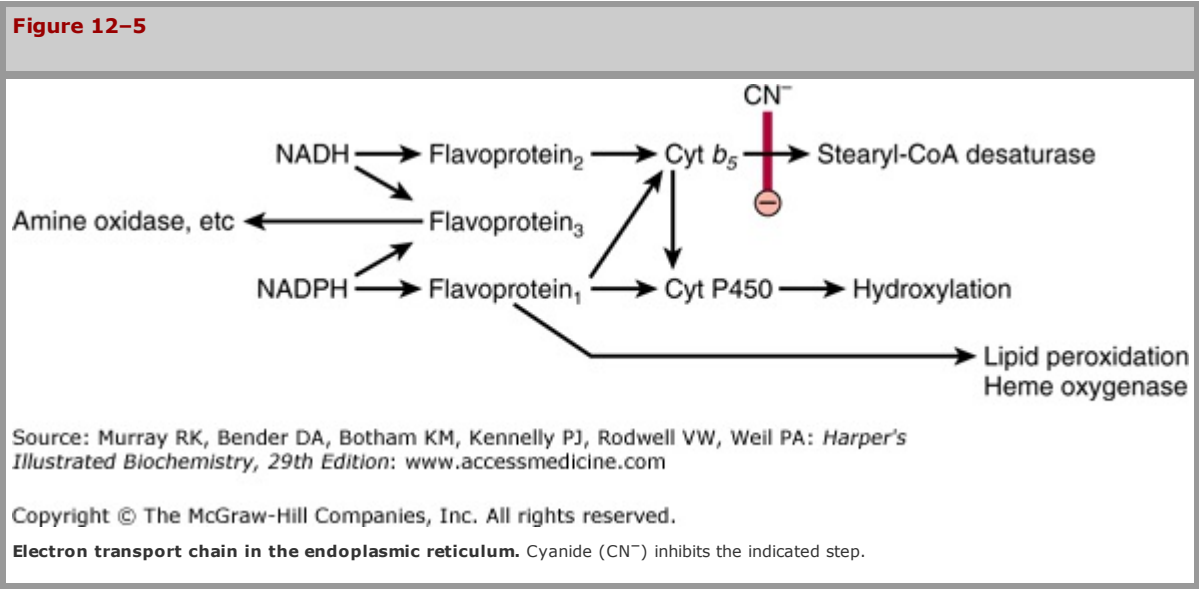 Figure 12–5
CN⁻
NADH Flavoprotein₂ Cyt b₅ Stearyl-CoA desaturase
−
Amine oxidase, etc Flavoprotein₃
NADPH Flavoprotein₁ Cyt P450 Hydroxylation
Lipid peroxidation
Heme oxygenase
Source: Murray RK, Bender DA, Botham KM, Kennelly PJ, Rodwell VW, Weil PA: Harper's
Illustrated Biochemistry, 29th Edition: www.accessmedicine.com
Copyright © The McGraw-Hill Companies, Inc. All rights reserved.
Electron transport chain in the endoplasmic reticulum. Cyanide (CN⁻) inhibits the indicated step.